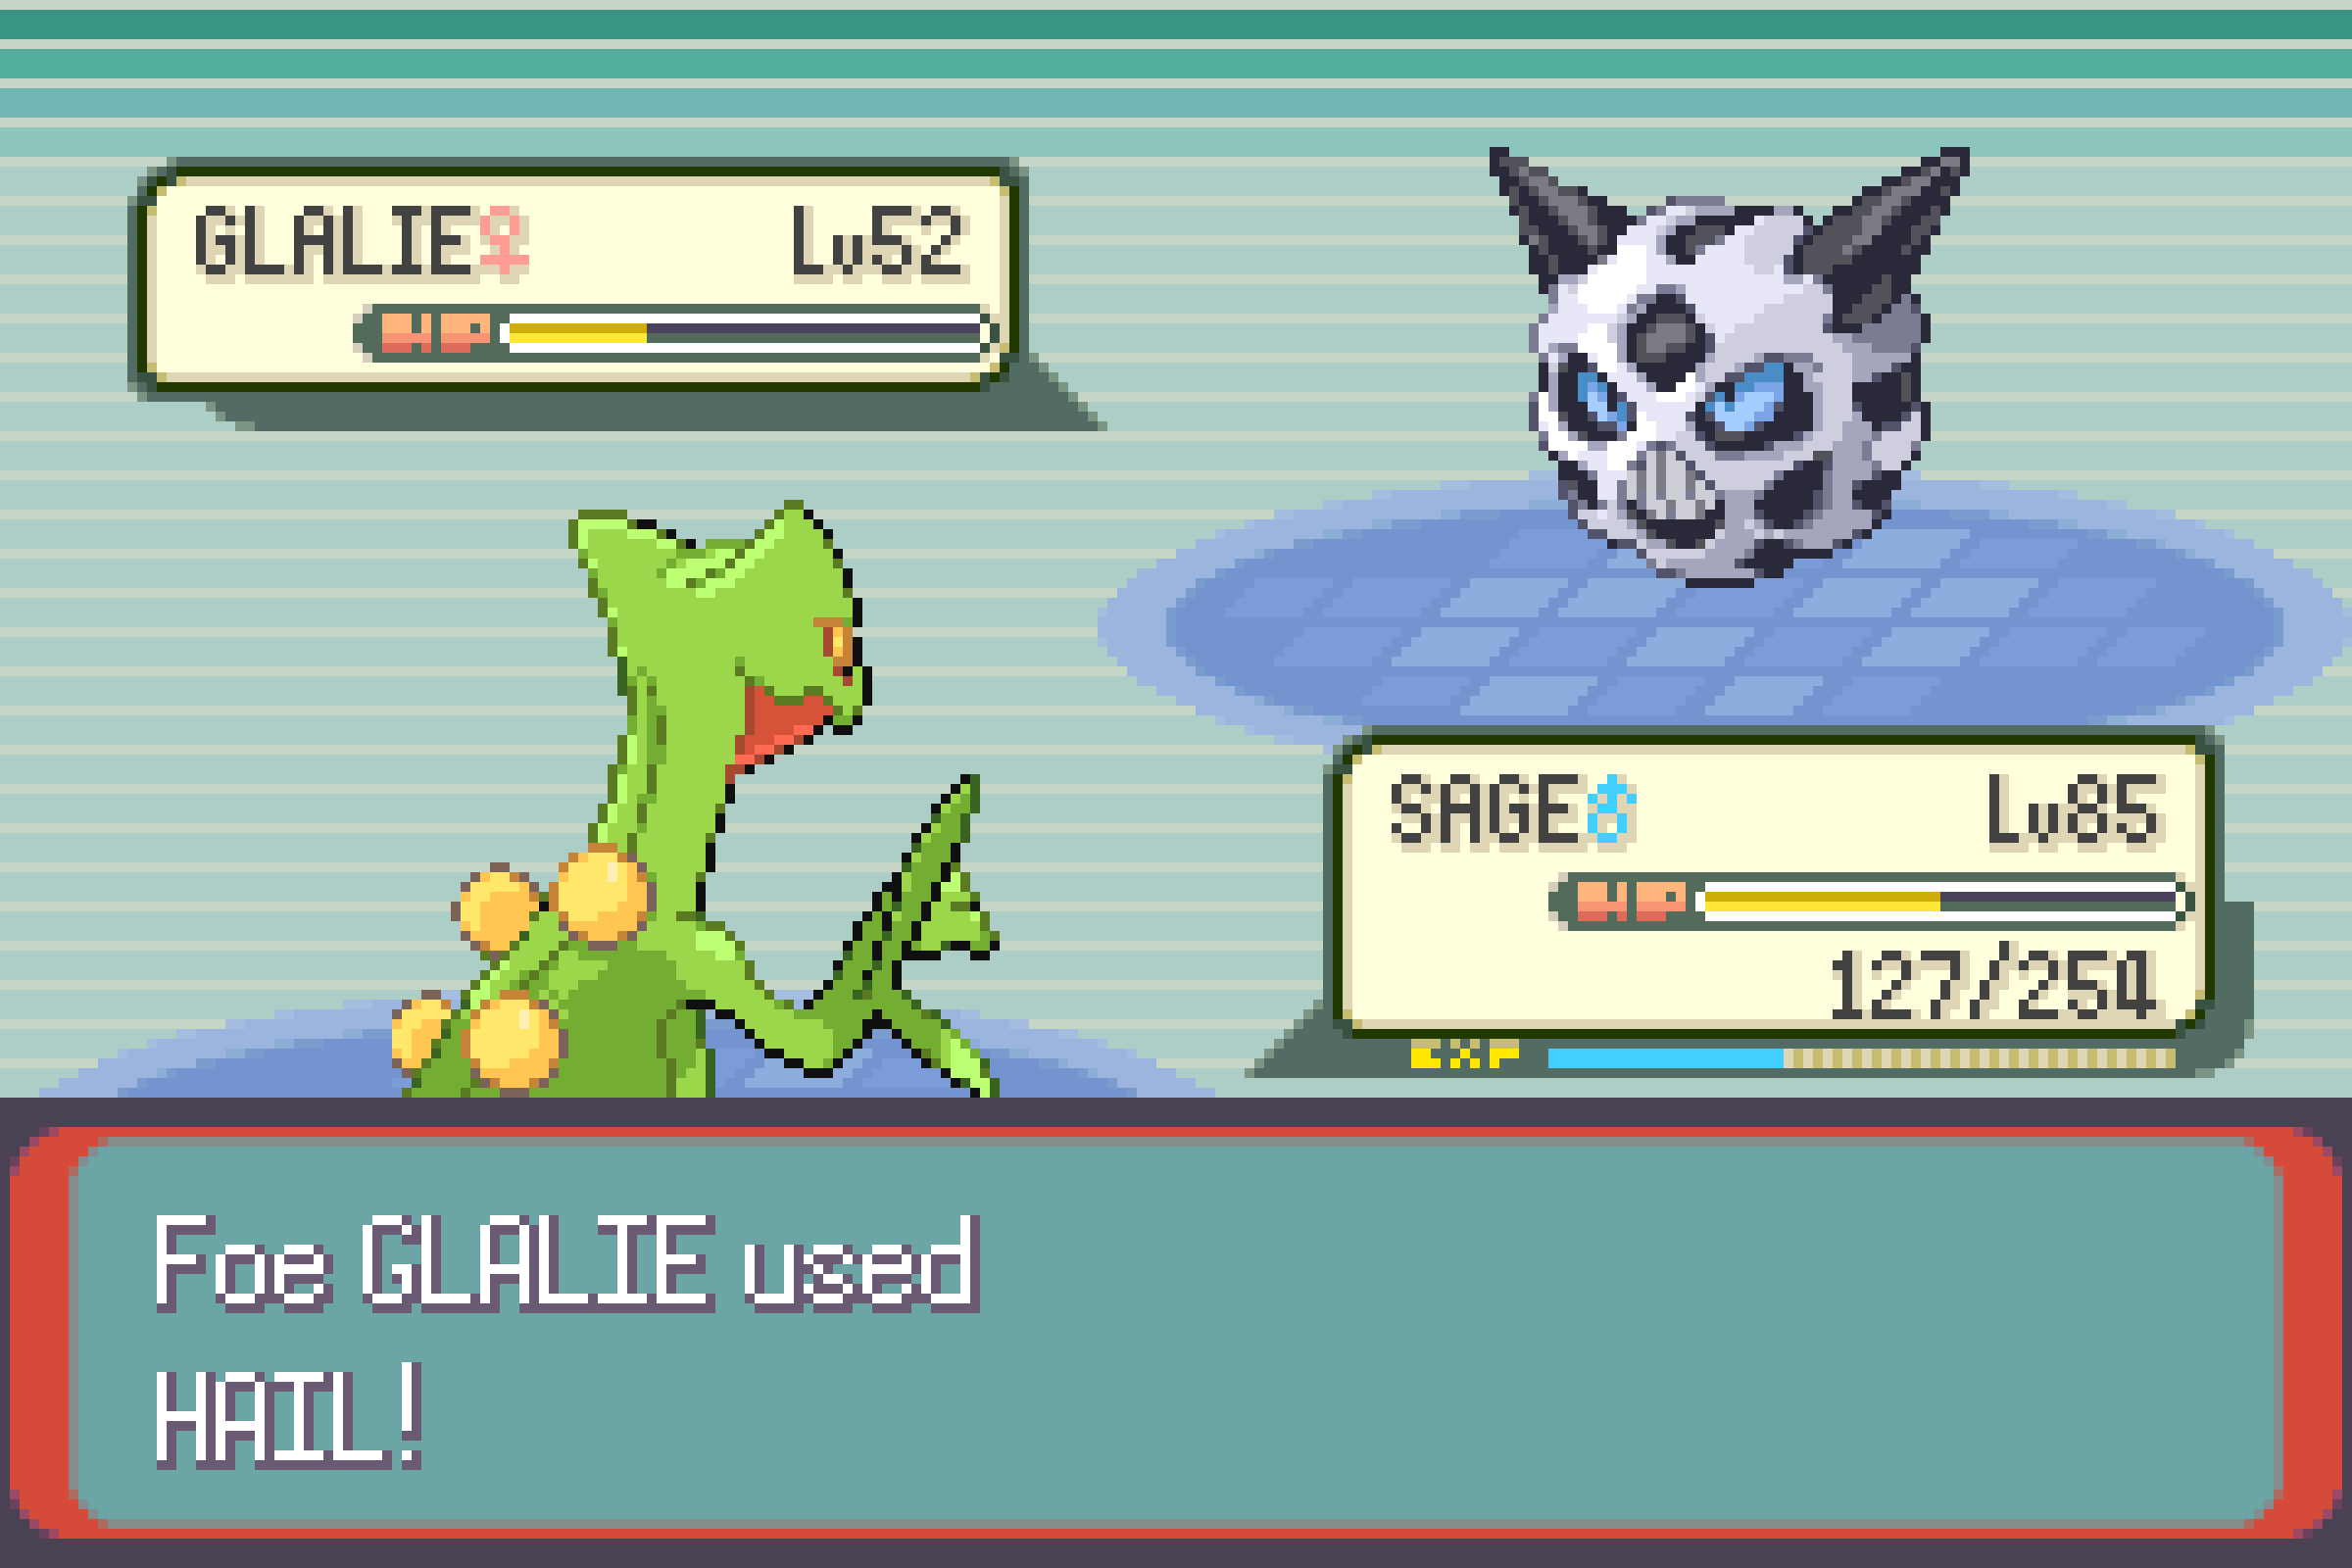 GLALIE♀ Lv52
HP
SAGE♂ Lv85
HP
127/254
EXP
Foe GLALIE used
HAIL!